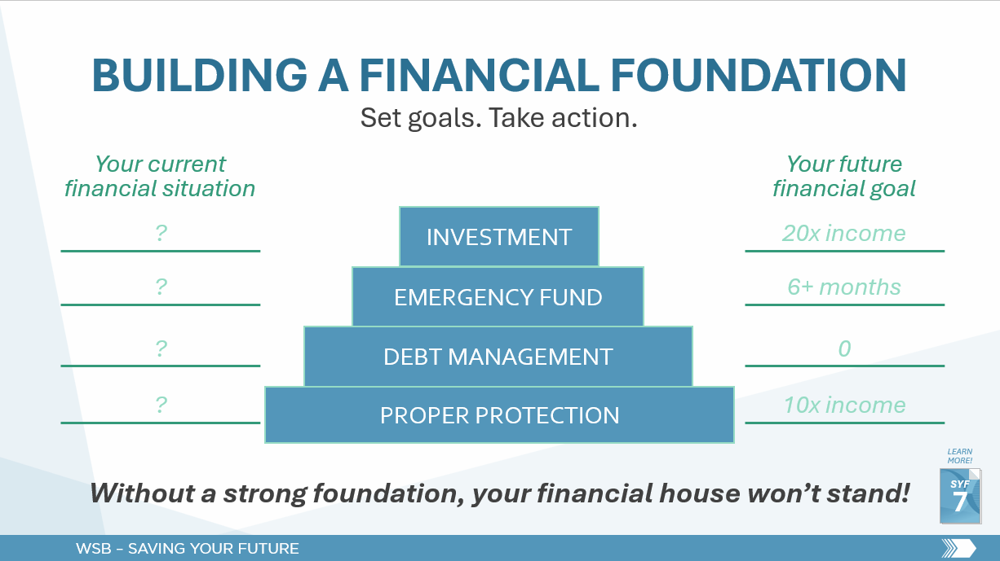 BUILDING A FINANCIAL FOUNDATION
Set goals. Take action.
Your current
financial situation
?
?
?
?
INVESTMENT
EMERGENCY FUND
DEBT MANAGEMENT
PROPER PROTECTION
Your future
financial goal
20x income
6+ months
0
10x income
LEARN
MORE!
SYF
7
Without a strong foundation, your financial house won’t stand!
WSB – SAVING YOUR FUTURE